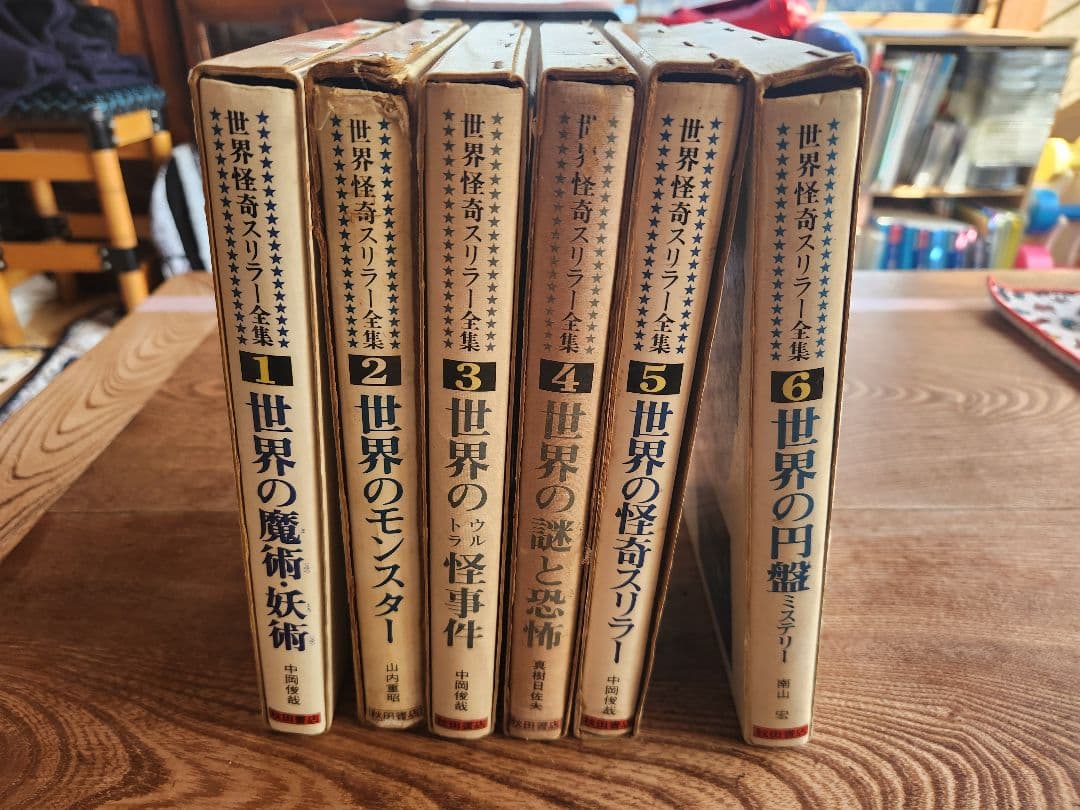 世界怪奇スリラー全集
1
世界の魔術・妖術
中岡俊哉
秋田書店
世界怪奇スリラー全集
2
世界のモンスター
山内重昭
秋田書店
世界怪奇スリラー全集
3
世界のウルトラ怪事件
中岡俊哉
秋田書店
世界怪奇スリラー全集
4
世界の謎と恐怖
真樹日佐夫
秋田書店
世界怪奇スリラー全集
5
世界の怪奇スリラー
中岡俊哉
秋田書店
世界怪奇スリラー全集
6
世界の円盤ミステリー
南山宏
秋田書店